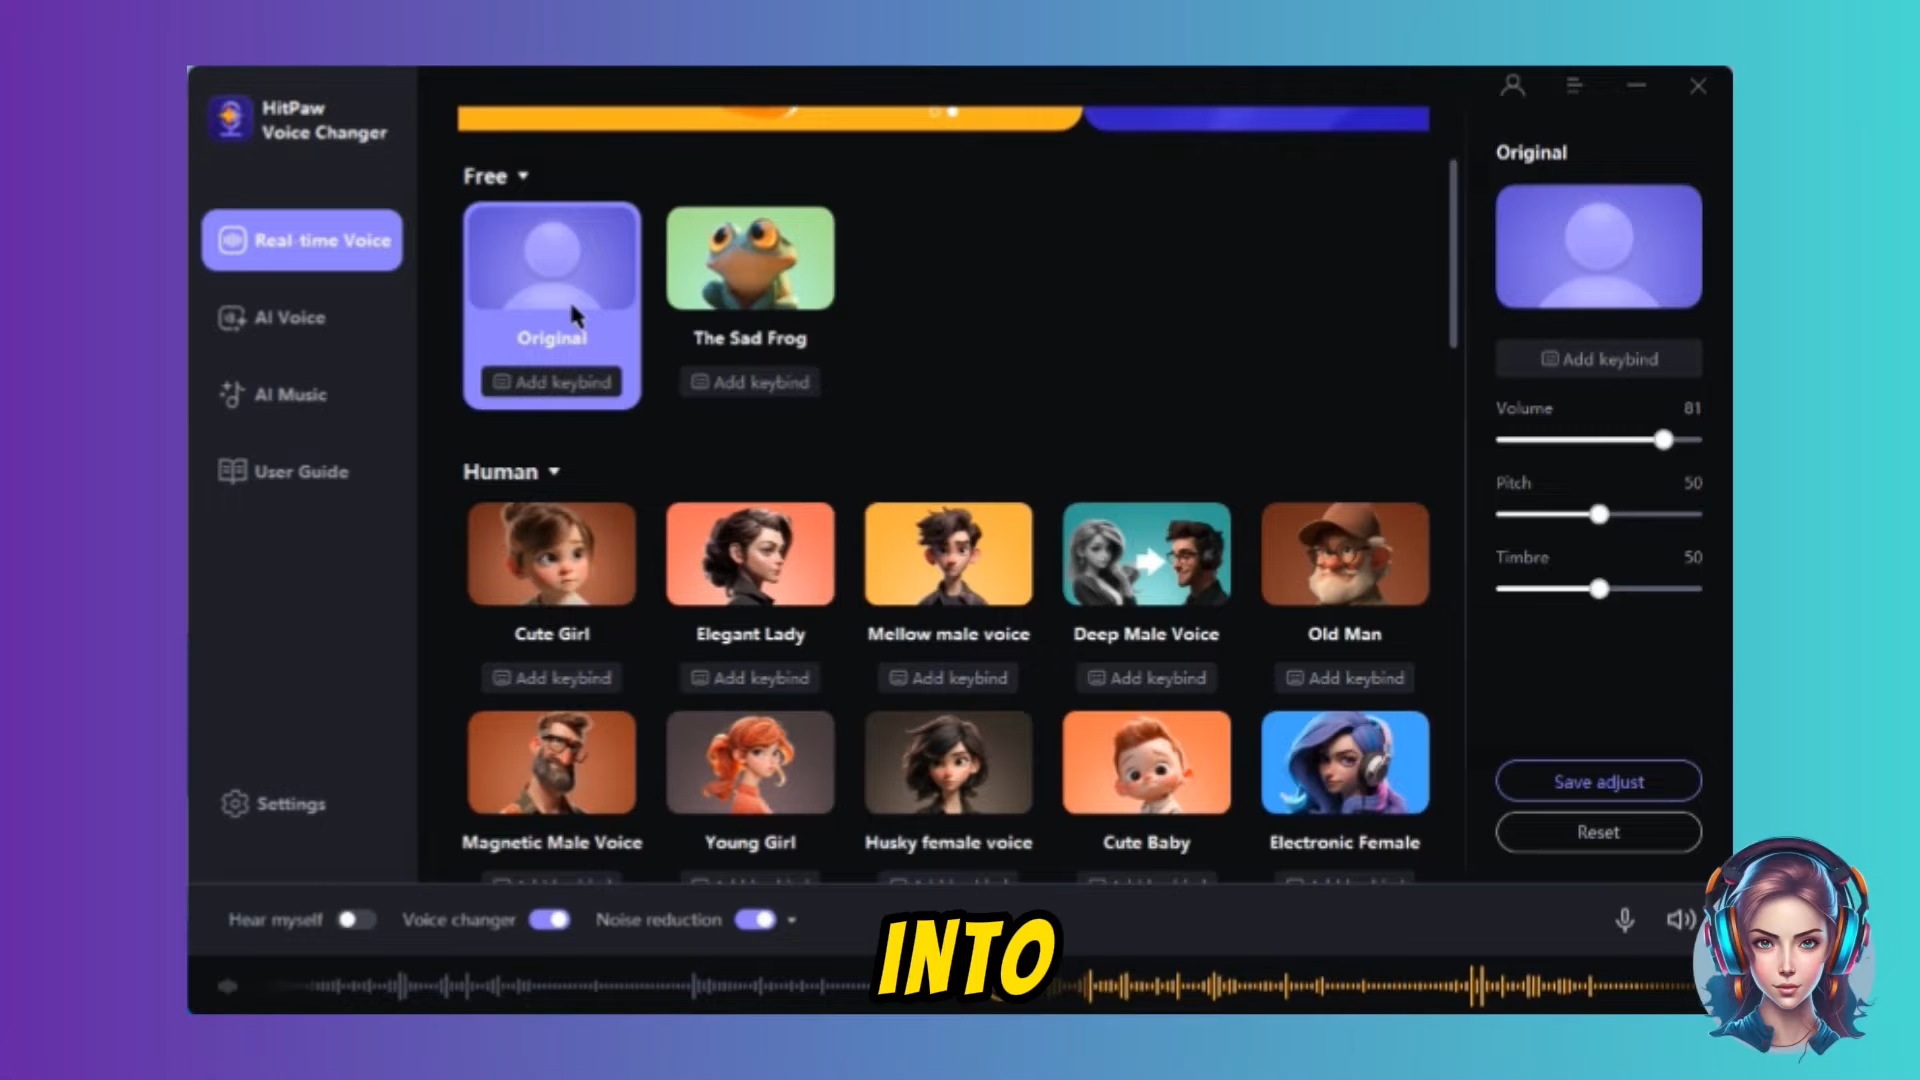 HitPaw
Voice Changer
Real-time Voice
AI Voice
AI Music
User Guide
Settings
Free
Original
The Sad Frog
Add keybind
Add keybind
Human
Cute Girl
Elegant Lady
Mellow male voice
Deep Male Voice
Old Man
Add keybind
Add keybind
Add keybind
Add keybind
Add keybind
Magnetic Male Voice
Young Girl
Husky female voice
Cute Baby
Electronic Female
Original
Add keybind
Volume 81
Pitch 50
Timbre 50
Save adjust
Reset
Hear myself
Voice changer
Noise reduction
INTO